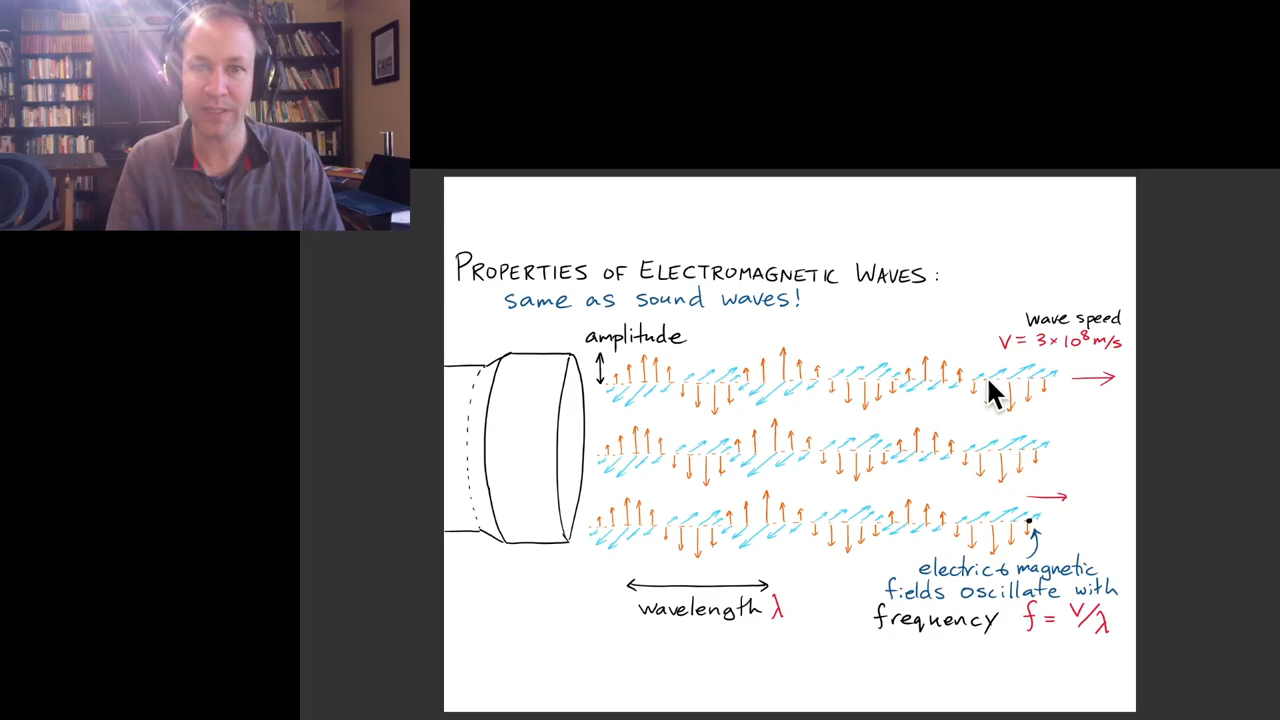 PROPERTIES OF ELECTROMAGNETIC WAVES:
same as sound waves!
amplitude
wave speed
V = 3×10⁸ m/s
electric & magnetic
fields oscillate with
frequency f = V/λ
wavelength λ